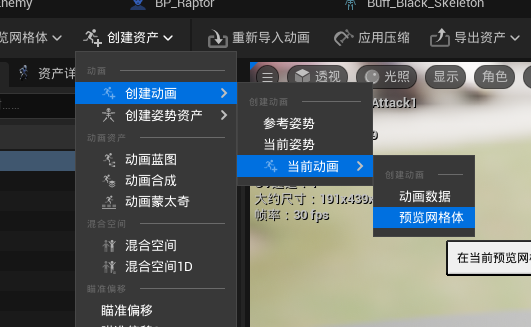 nemy
BP_Raptor
Buff_Black_Skeleton
览网格体
创建资产
重新导入动画
应用压缩
导出资产
资产详
动画
创建动画
创建姿势资产
动画资产
动画蓝图
动画合成
动画蒙太奇
混合空间
混合空间
混合空间1D
瞄准偏移
瞄准偏移
创建动画
参考姿势
当前姿势
当前动画
创建动画
动画数据
预览网格体
透视
光照
显示
角色
Attack1
大约尺寸：191x439x
帧率：30 fps
在当前预览网